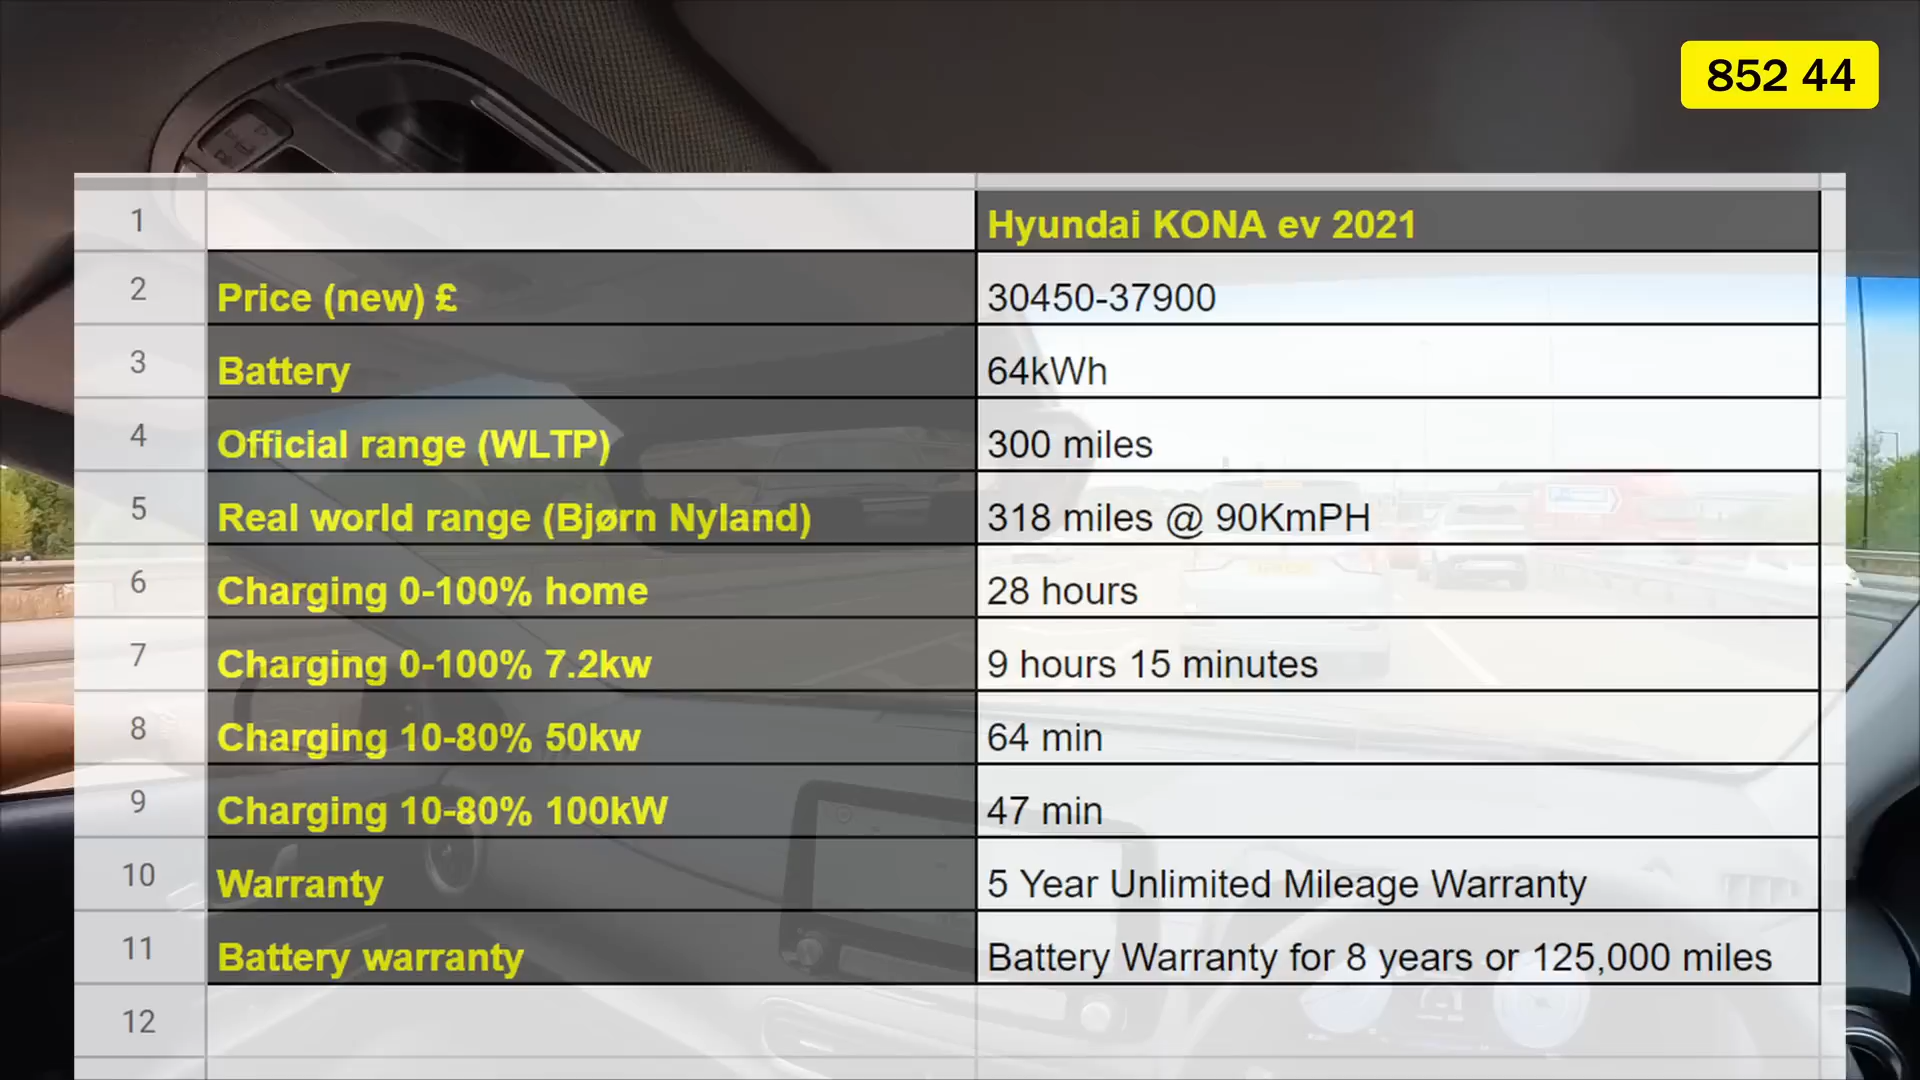 852 44
1 Hyundai KONA ev 2021
2 Price (new) £ 30450-37900
3 Battery 64kWh
4 Official range (WLTP) 300 miles
5 Real world range (Bjørn Nyland) 318 miles @ 90KmPH
6 Charging 0-100% home 28 hours
7 Charging 0-100% 7.2kw 9 hours 15 minutes
8 Charging 10-80% 50kw 64 min
9 Charging 10-80% 100kW 47 min
10 Warranty 5 Year Unlimited Mileage Warranty
11 Battery warranty Battery Warranty for 8 years or 125,000 miles
12